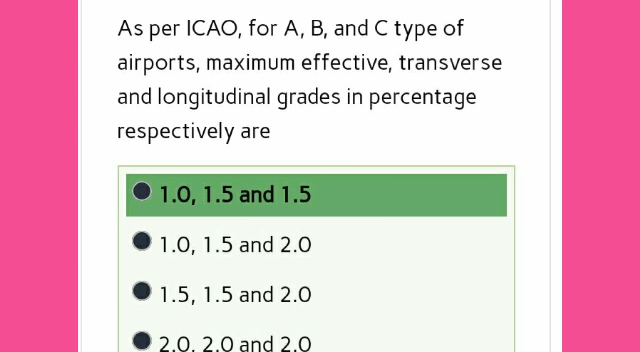 As per ICAO, for A, B, and C type of
airports, maximum effective, transverse
and longitudinal grades in percentage
respectively are
1.0, 1.5 and 1.5
1.0, 1.5 and 2.0
1.5, 1.5 and 2.0
2.0, 2.0 and 2.0